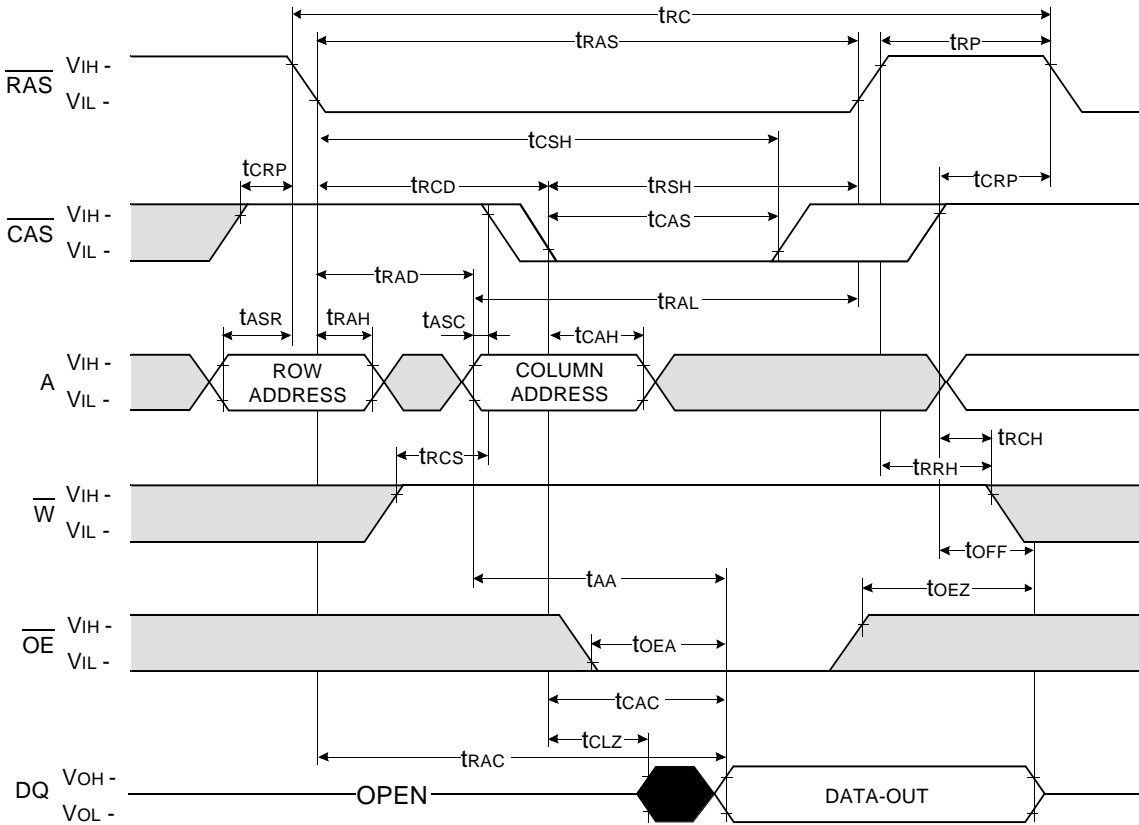 tRC
tRAS
tRP
RAS
VIH -
VIL -
tCSH
tCRP
tRCD
tRSH
tCRP
CAS
VIH -
VIL -
tCAS
tRAD
tRAL
tASR
tRAH
tASC
tCAH
A
VIH -
VIL -
ROW
ADDRESS
COLUMN
ADDRESS
tRCS
tRCH
tRRH
W
VIH -
VIL -
tOFF
tAA
tOEZ
OE
VIH -
VIL -
tOEA
tCAC
tCLZ
tRAC
DQ
VOH -
VOL -
OPEN
DATA-OUT